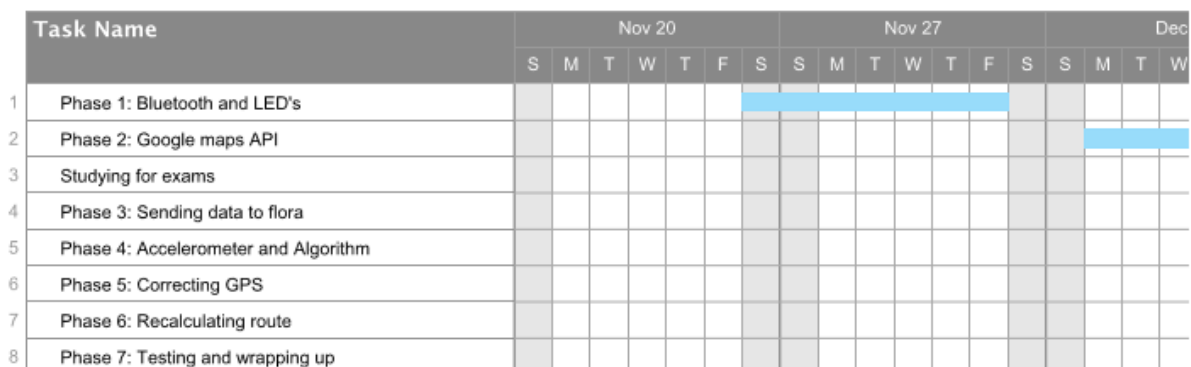 Task Name
Nov 20 Nov 27 Dec
S M T W T F S S M T W T F S S M T W
1 Phase 1: Bluetooth and LED's
2 Phase 2: Google maps API
3 Studying for exams
4 Phase 3: Sending data to flora
5 Phase 4: Accelerometer and Algorithm
6 Phase 5: Correcting GPS
7 Phase 6: Recalculating route
8 Phase 7: Testing and wrapping up